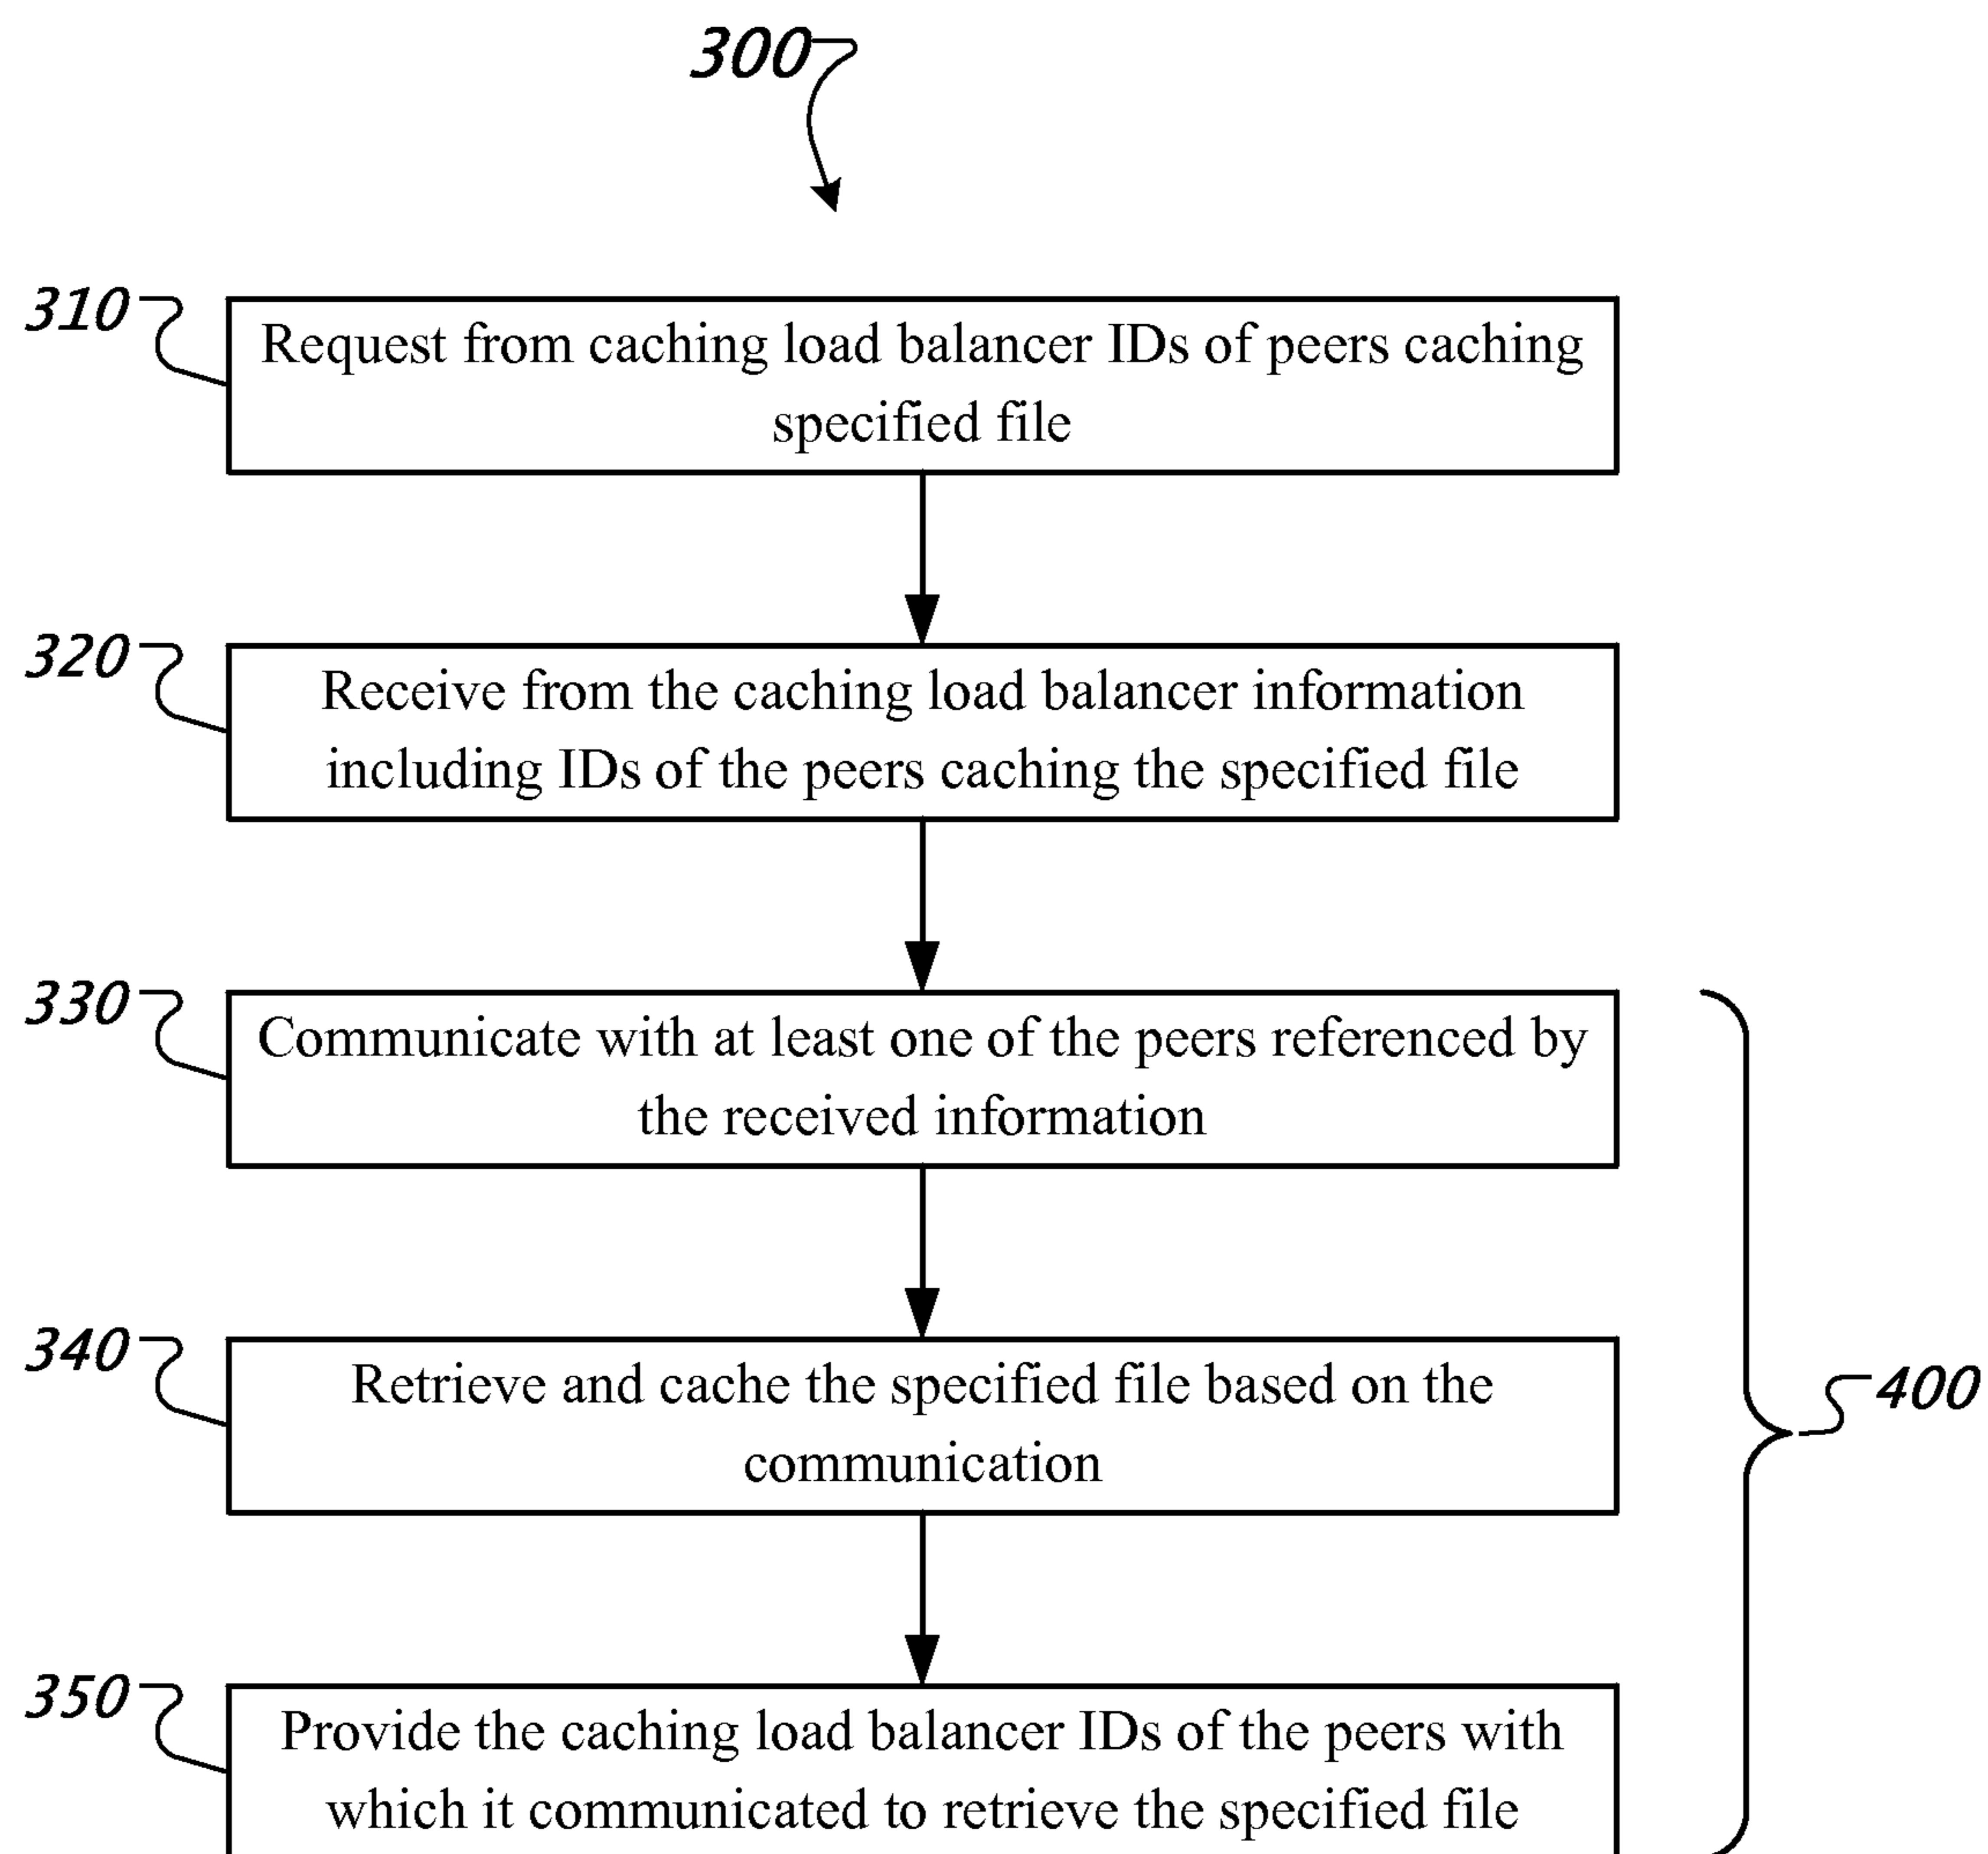 300
310
Request from caching load balancer IDs of peers caching
specified file
320
Receive from the caching load balancer information
including IDs of the peers caching the specified file
330
Communicate with at least one of the peers referenced by
the received information
340
Retrieve and cache the specified file based on the
communication
400
350
Provide the caching load balancer IDs of the peers with
which it communicated to retrieve the specified file